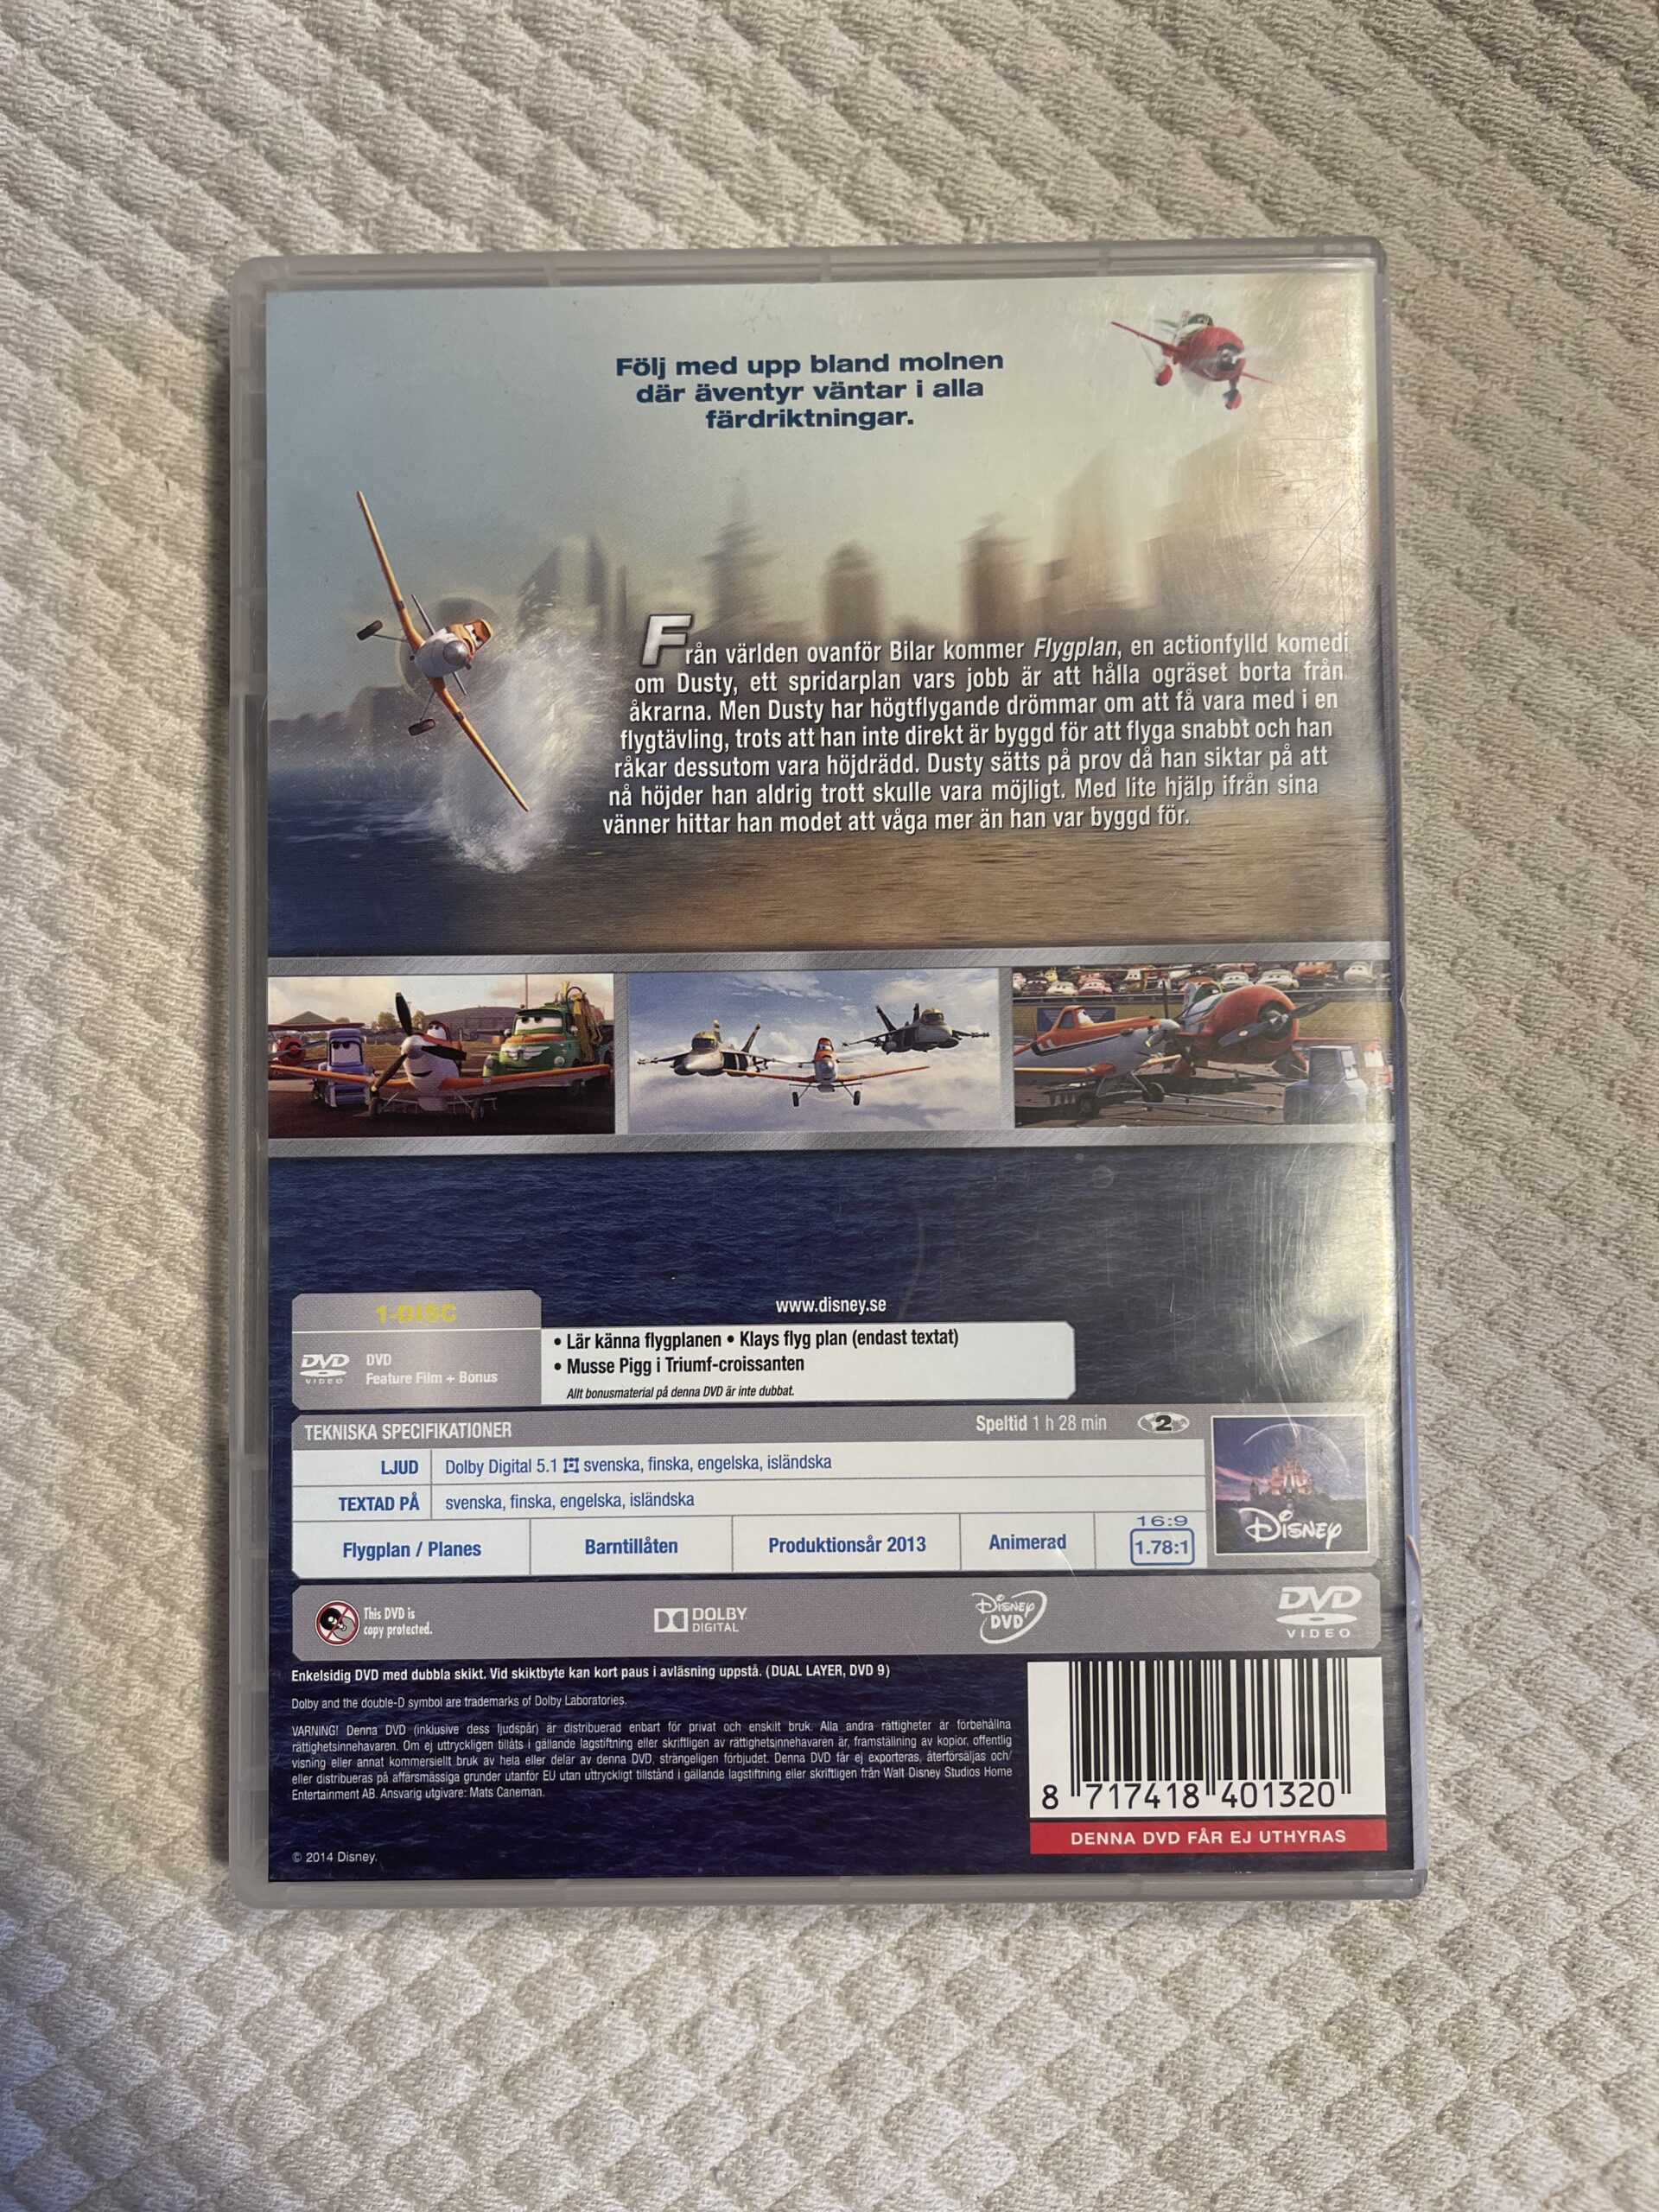 Följ med upp bland molnen
där äventyr väntar i alla
färdriktningar.
Från världen ovanför Bilar kommer Flygplan, en actionfylld komedi
om Dusty, ett spridarplan vars jobb är att hålla ogräset borta från
åkrarna. Men Dusty har högtflygande drömmar om att få vara med i en
flygtävling, trots att han inte direkt är byggd för att flyga snabbt och han
råkar dessutom vara höjdrädd. Dusty sätts på prov då han siktar på att
nå höjder han aldrig trott skulle vara möjligt. Med lite hjälp ifrån sina
vänner hittar han modet att våga mer än han var byggd för.
www.disney.se
1-DISC
DVD VIDEO
DVD
Feature Film + Bonus
• Lär känna flygplanen • Klays flyg plan (endast textat)
• Musse Pigg i Triumf-croissanten
Allt bonusmaterial på denna DVD är inte dubbat.
TEKNISKA SPECIFIKATIONER
Speltid 1 h 28 min
2
LJUD
Dolby Digital 5.1 svenska, finska, engelska, isländska
TEXTAD PÅ
svenska, finska, engelska, isländska
Flygplan / Planes
Barntillåten
Produktionsår 2013
Animerad
16:9
1.78:1
Disney
This DVD is
copy protected.
DOLBY
DIGITAL
Disney
DVD
DVD
VIDEO
Enkelsidig DVD med dubbla skikt. Vid skiktbyte kan kort paus i avläsning uppstå. (DUAL LAYER, DVD 9)
Dolby and the double-D symbol are trademarks of Dolby Laboratories.
VARNING! Denna DVD (inklusive dess ljudspår) är distribuerad enbart för privat och enskilt bruk. Alla andra rättigheter är förbehållna
rättighetsinnehavaren. Om ej uttryckligen tillåts i gällande lagstiftning eller skriftligen av rättighetsinnehavaren är, framställning av kopior, offentlig
visning eller annat kommersiellt bruk av hela eller delar av denna DVD, strängeligen förbjudet. Denna DVD får ej exporteras, återförsäljas och/
eller distribueras på affärsmässiga grunder utanför EU utan uttryckligt tillstånd i gällande lagstiftning eller skriftligen från Walt Disney Studios Home
Entertainment AB. Ansvarig utgivare: Mats Caneman.
8 717418 401320
DENNA DVD FÅR EJ UTHYRAS
© 2014 Disney.